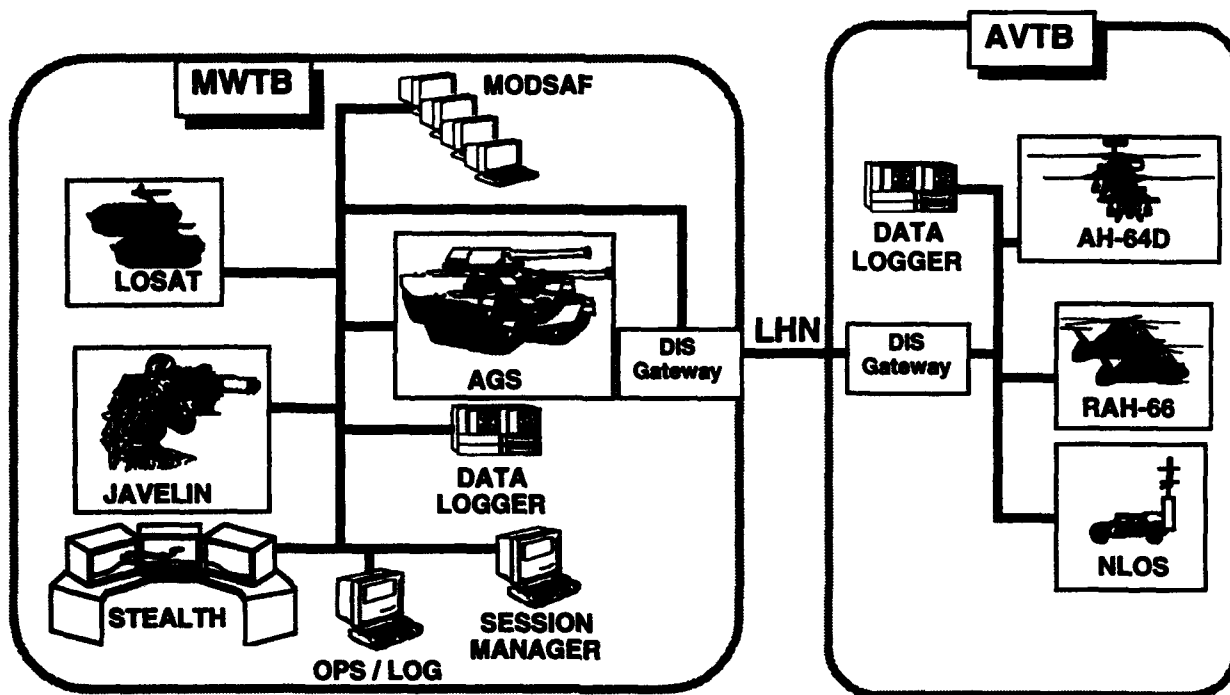 MWTB
MODSAF
LOSAT
AGS
DIS
Gateway
JAVELIN
DATA
LOGGER
STEALTH
OPS / LOG
SESSION
MANAGER
LHN
AVTB
DATA
LOGGER
AH-64D
DIS
Gateway
RAH-66
NLOS